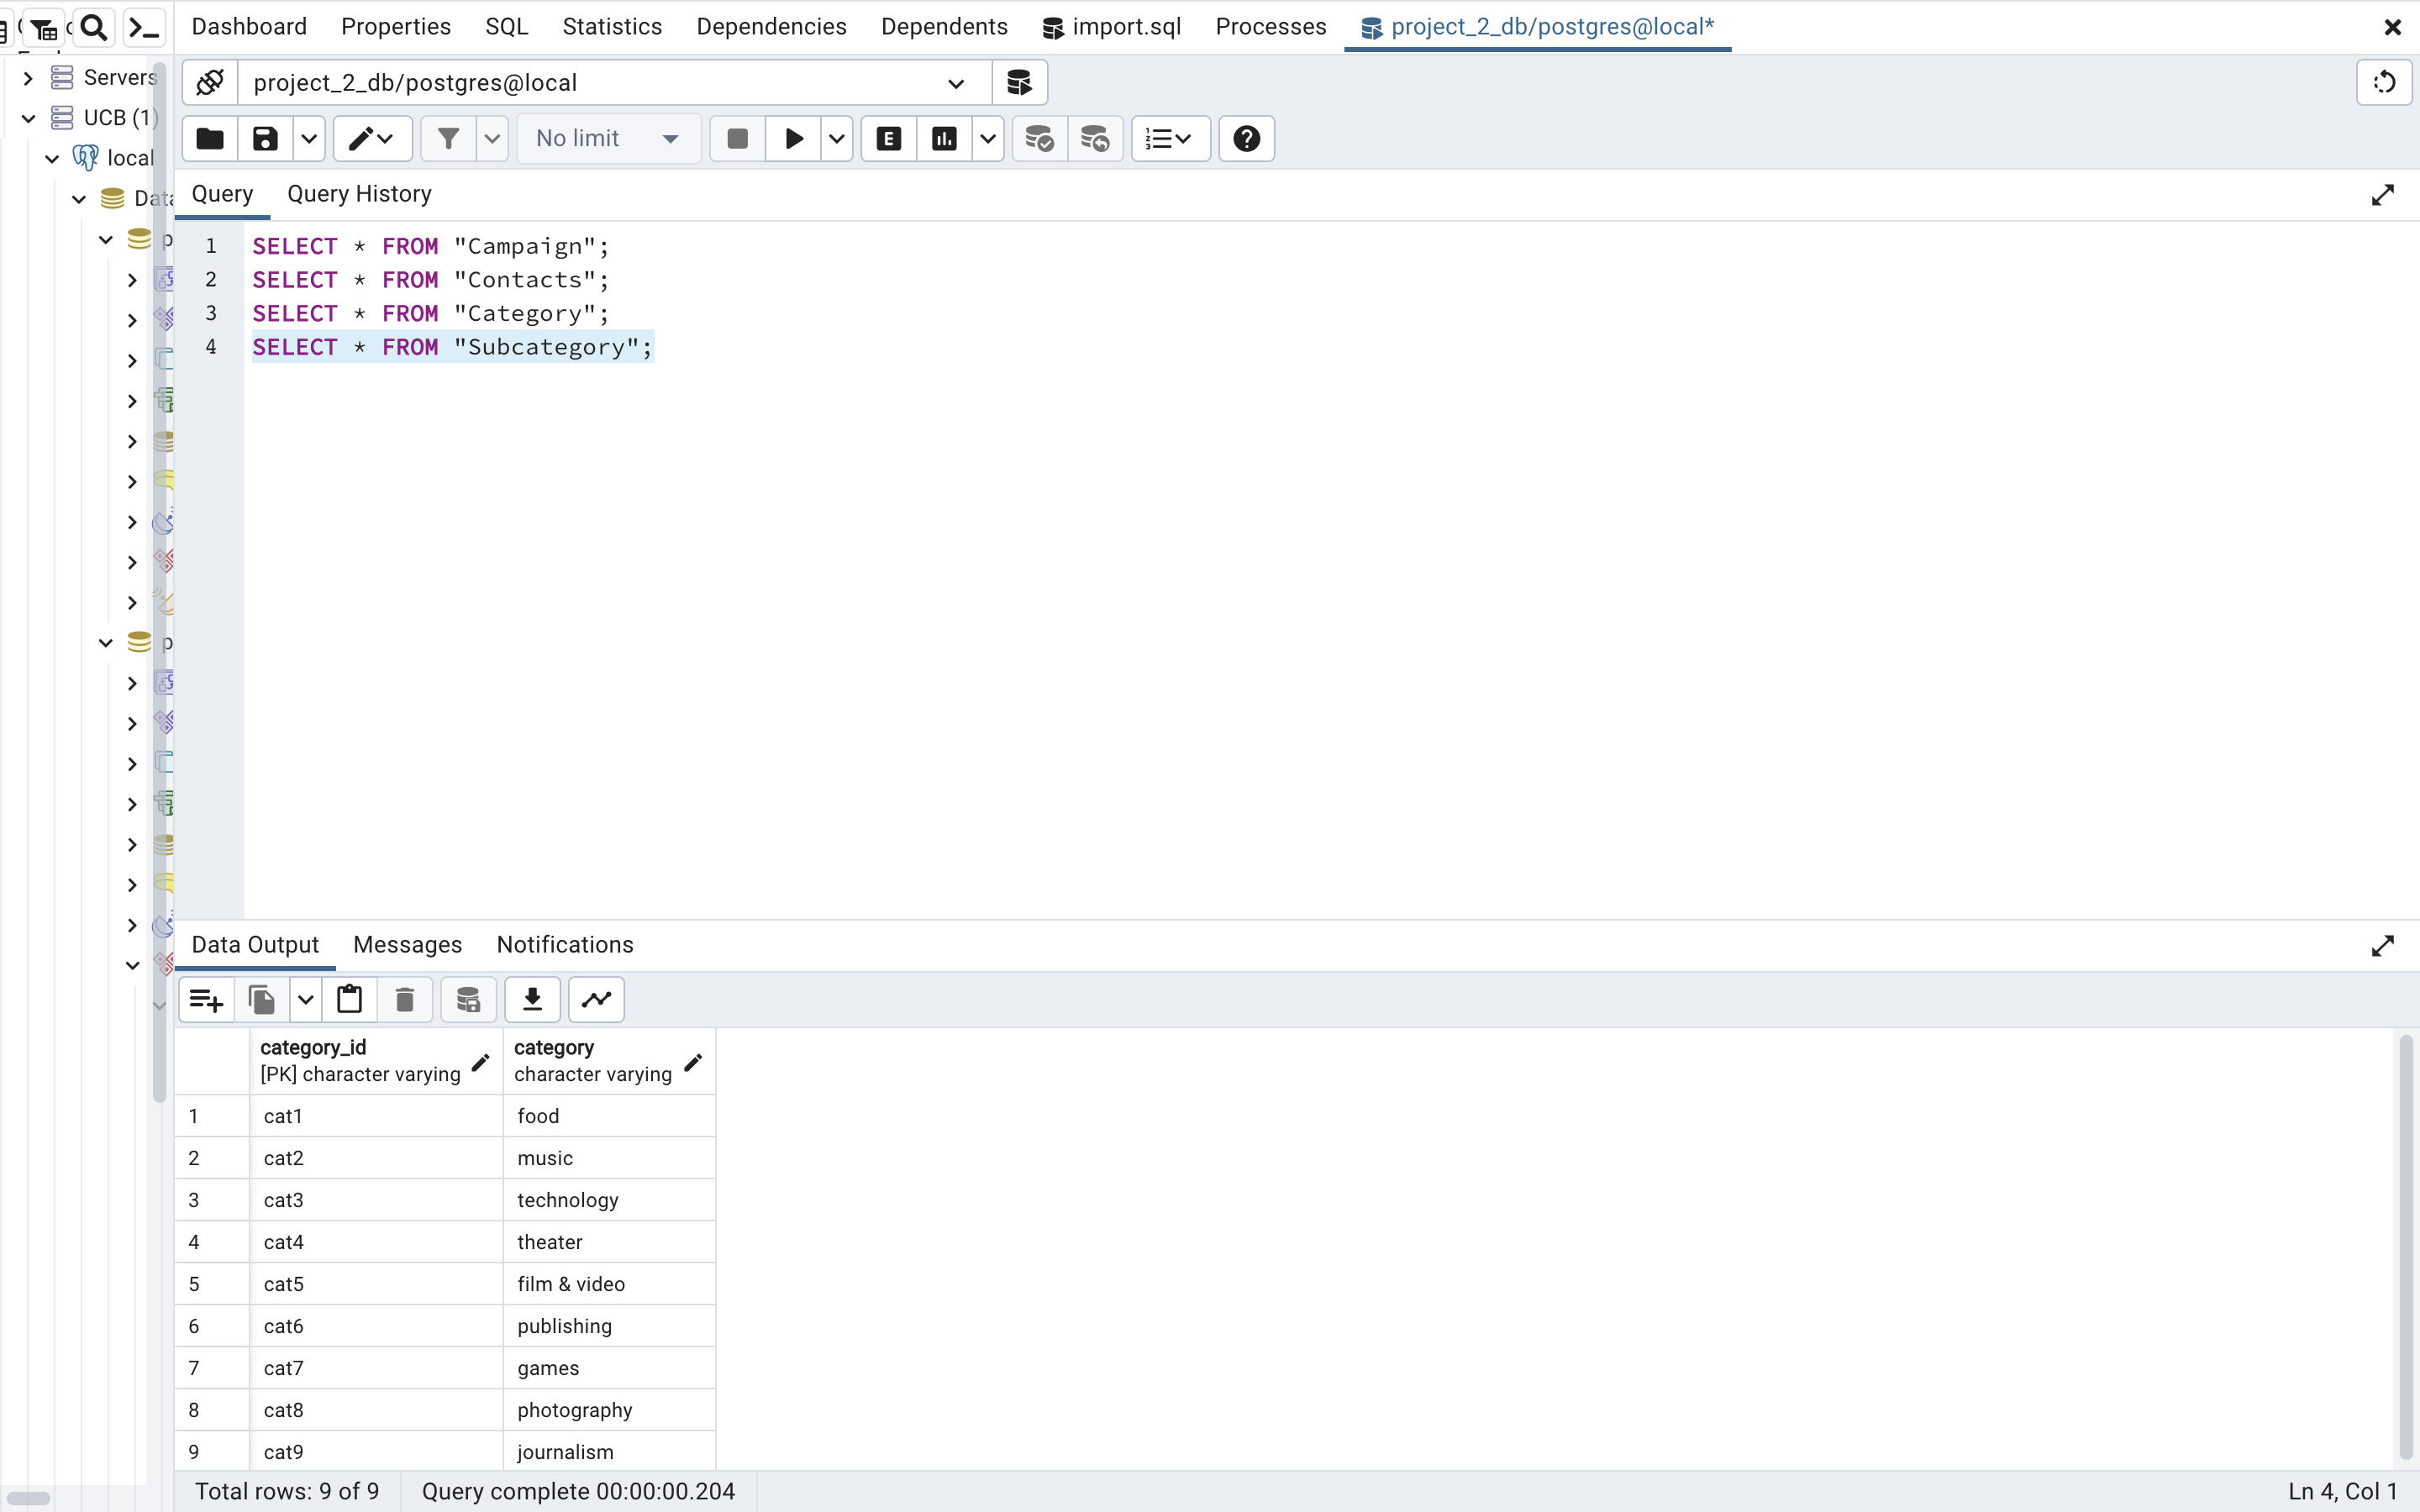 Dashboard Properties SQL Statistics Dependencies Dependents import.sql Processes project_2_db/postgres@local*
Servers
UCB (1)
local
project_2_db/postgres@local
No limit
E
Query Query History
1 SELECT * FROM "Campaign";
2 SELECT * FROM "Contacts";
3 SELECT * FROM "Category";
4 SELECT * FROM "Subcategory";
Data Output Messages Notifications
category_id category
[PK] character varying character varying
1 cat1 food
2 cat2 music
3 cat3 technology
4 cat4 theater
5 cat5 film & video
6 cat6 publishing
7 cat7 games
8 cat8 photography
9 cat9 journalism
Total rows: 9 of 9 Query complete 00:00:00.204 Ln 4, Col 1